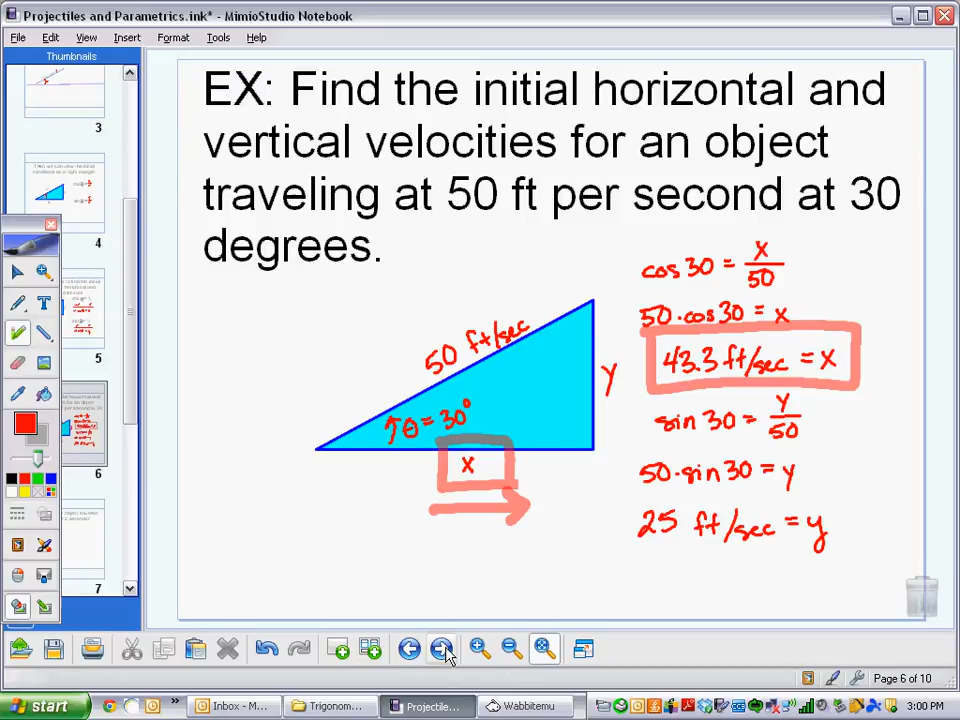 Projectiles and Parametrics.ink* - MimioStudio Notebook
File Edit View Insert Format Tools Help
Thumbnails
3
4
5
6
7
EX: Find the initial horizontal and
vertical velocities for an object
traveling at 50 ft per second at 30
degrees.
cos 30 = x/50
50·cos 30 = x
43.3 ft/sec = x
sin 30 = y/50
50·sin 30 = y
25 ft/sec = y
50 ft/sec
y
θ = 30°
x
Page 6 of 10
start
Inbox - M...
Trigonom...
Projectile...
Wabbitemu
3:00 PM